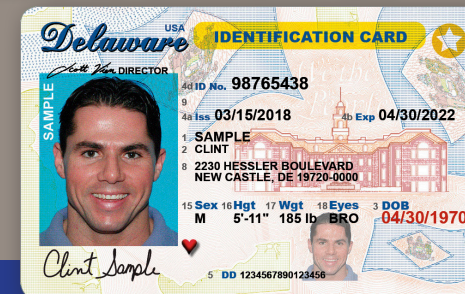 Delaware USA
IDENTIFICATION CARD
DIRECTOR
SAMPLE
4d ID No. 98765438
9
4a Iss 03/15/2018 4b Exp 04/30/2022
1 SAMPLE
2 CLINT
8 2230 HESSLER BOULEVARD
NEW CASTLE, DE 19720-0000
15 Sex 16 Hgt 17 Wgt 18 Eyes 3 DOB
M 5'-11" 185 lb BRO 04/30/1970
Clint Sample
5 DD 1234567890123456